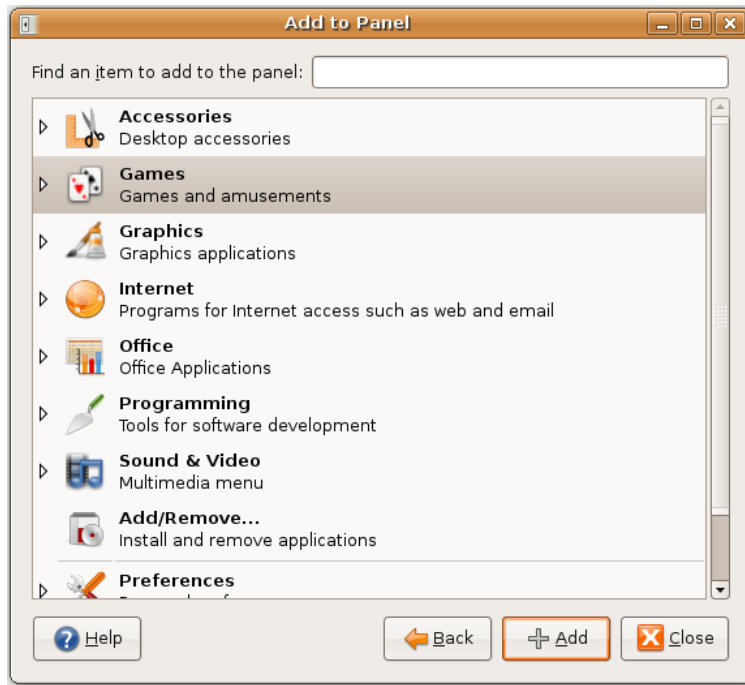 Add to Panel
Find an item to add to the panel:
Accessories
Desktop accessories
Games
Games and amusements
Graphics
Graphics applications
Internet
Programs for Internet access such as web and email
Office
Office Applications
Programming
Tools for software development
Sound & Video
Multimedia menu
Add/Remove...
Install and remove applications
Preferences
Help
Back
Add
Close